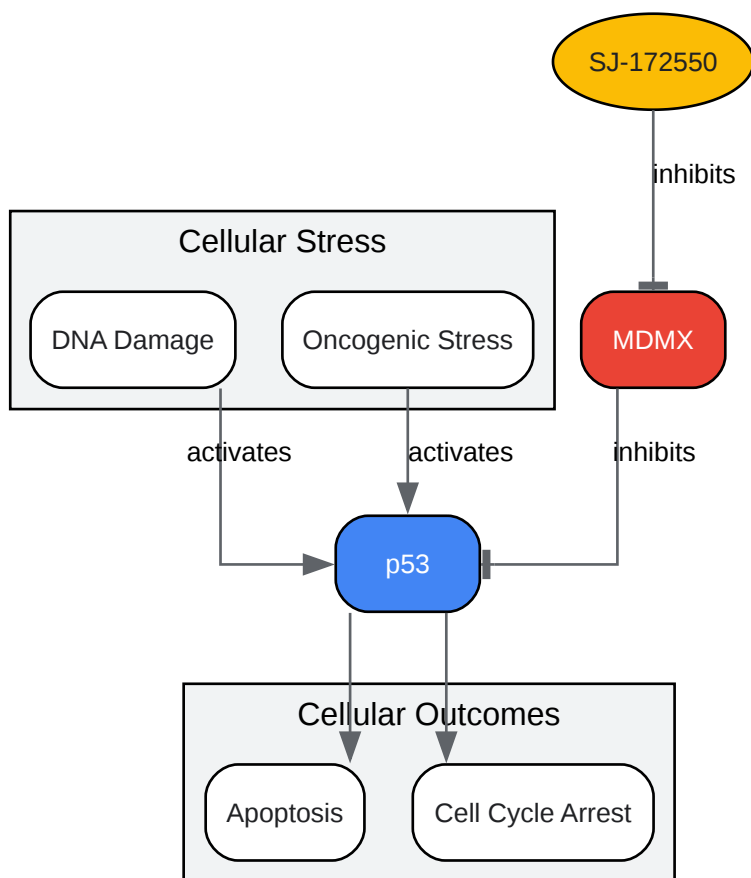 SJ-172550
inhibits
Cellular Stress
DNA Damage
Oncogenic Stress
MDMX
activates
activates
inhibits
p53
Cellular Outcomes
Apoptosis
Cell Cycle Arrest